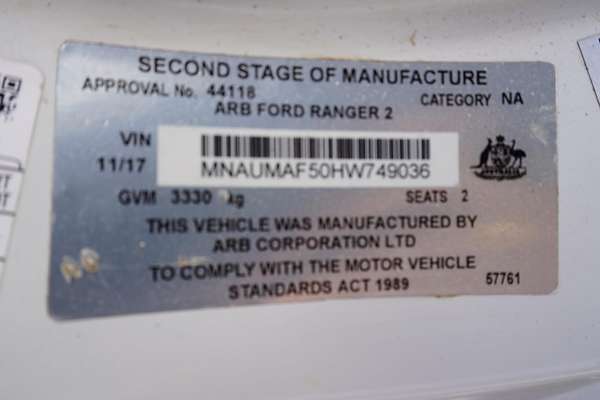 SECOND STAGE OF MANUFACTURE
APPROVAL No. 44118 CATEGORY NA
ARB FORD RANGER 2
VIN
11/17 MNAUMAF50HW749036
GVM 3330 kg SEATS 2
THIS VEHICLE WAS MANUFACTURED BY
ARB CORPORATION LTD
TO COMPLY WITH THE MOTOR VEHICLE
STANDARDS ACT 1989 57761